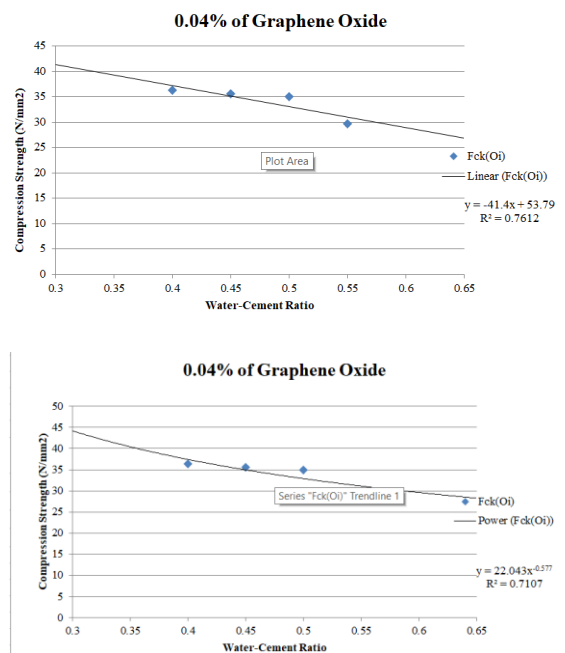 0.04% of Graphene Oxide
Compression Strength (N/mm2)
45
40
35
30
25
20
15
10
5
0
0.3
0.35
0.4
0.45
0.5
0.55
0.6
0.65
Water-Cement Ratio
Plot Area
Fck(Oi)
Linear (Fck(Oi))
y = -41.4x + 53.79
R² = 0.7612
0.04% of Graphene Oxide
Compression Strength (N/mm2)
50
45
40
35
30
25
20
15
10
5
0
0.3
0.35
0.4
0.45
0.5
0.55
0.6
0.65
Water-Cement Ratio
Series "Fck(Oi)" Trendline 1
Fck(Oi)
Power (Fck(Oi))
y = 22.043x^-0.577
R² = 0.7107